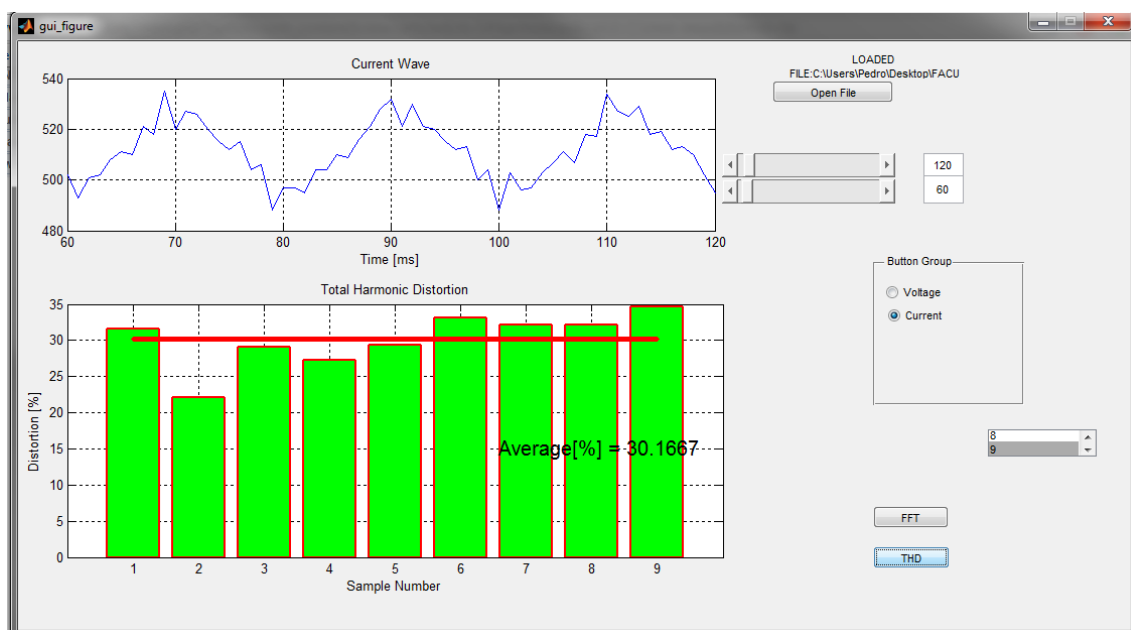 gui_figure
Current Wave
540
520
500
480
60 70 80 90 100 110 120
Time [ms]
LOADED
FILE:C:\Users\Pedro\Desktop\FACU
Open File
120
60
Button Group
Voltage
Current
Total Harmonic Distortion
Distortion [%]
35
30
25
20
15
10
5
0
Average[%] = 30.1667
1 2 3 4 5 6 7 8 9
Sample Number
8
9
FFT
THD